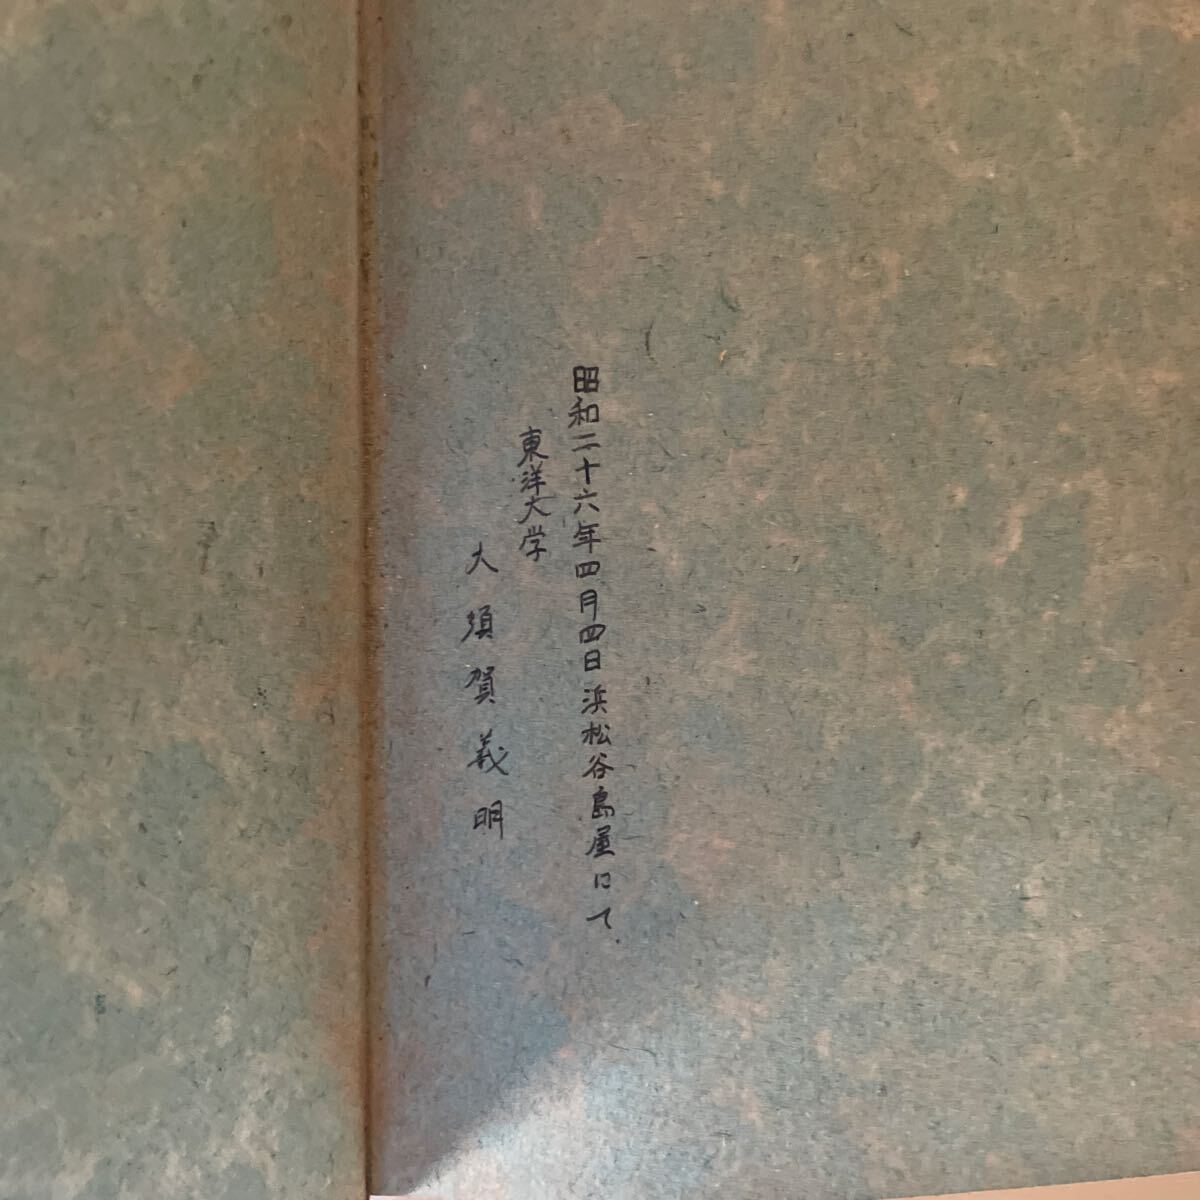 昭和二十六年四月四日浜松谷島屋にて
東洋大学
大須賀義明